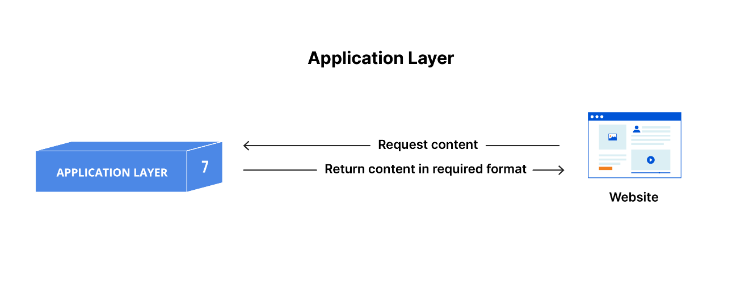 Application Layer
Request content
APPLICATION LAYER
7
Return content in required format
Website